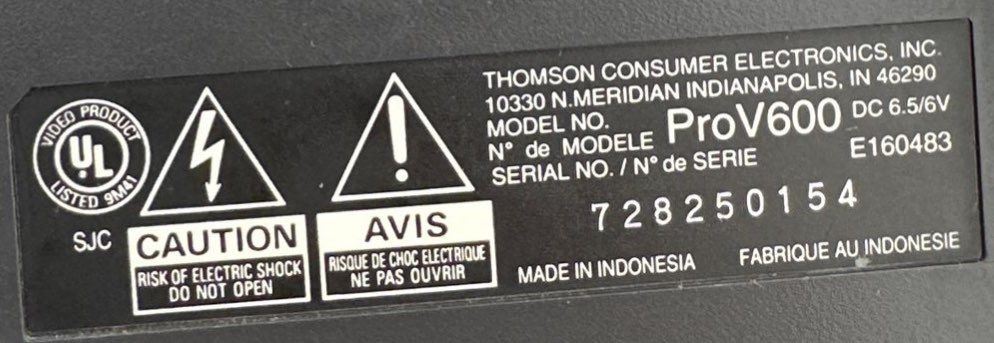 VIDEO PRODUCT
UL
LISTED 9M41
SJC
CAUTION
RISK OF ELECTRIC SHOCK
DO NOT OPEN
AVIS
RISQUE DE CHOC ELECTRIQUE
NE PAS OUVRIR
THOMSON CONSUMER ELECTRONICS, INC.
10330 N.MERIDIAN INDIANAPOLIS, IN 46290
MODEL NO.
N° de MODELE ProV600 DC 6.5/6V
SERIAL NO. / N° de SERIE E160483
728250154
MADE IN INDONESIA FABRIQUE AU INDONESIE